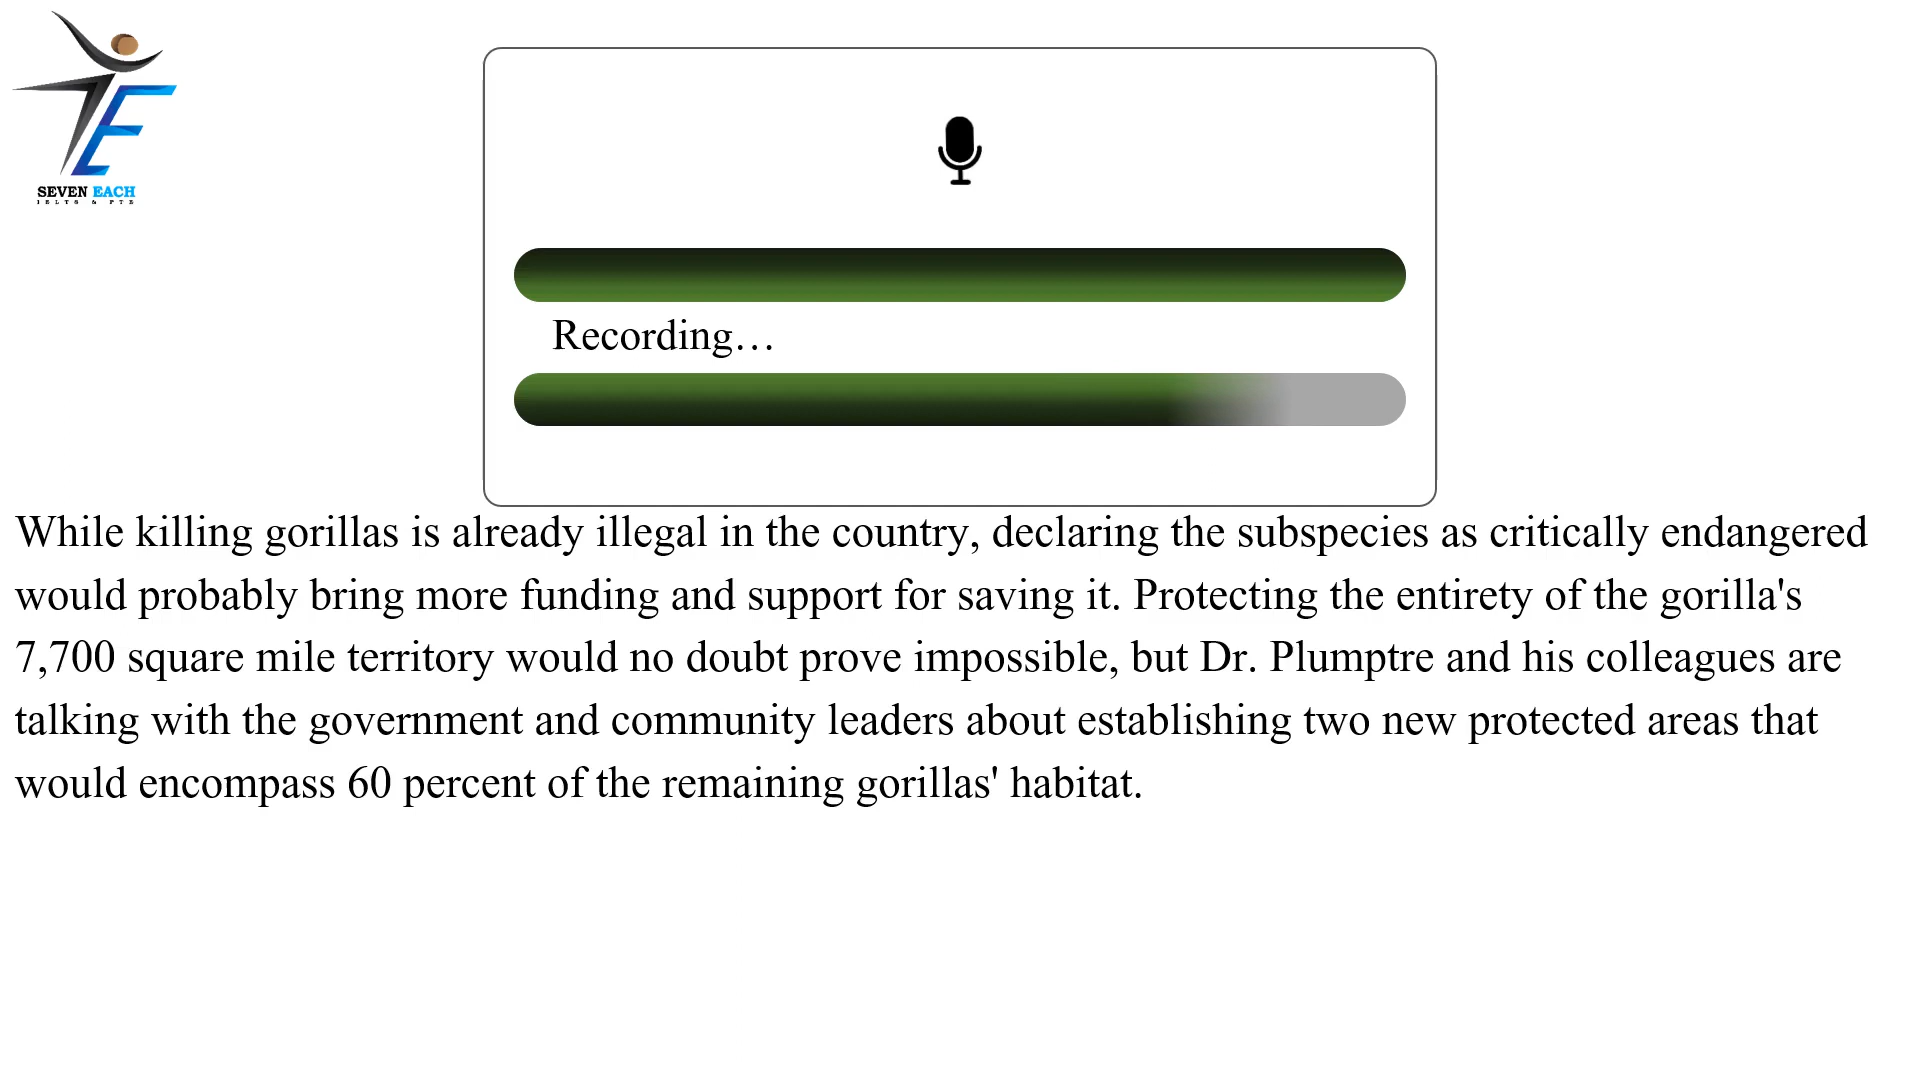 SEVEN EACH
IELTS & PTE
Recording…
While killing gorillas is already illegal in the country, declaring the subspecies as critically endangered
would probably bring more funding and support for saving it. Protecting the entirety of the gorilla's
7,700 square mile territory would no doubt prove impossible, but Dr. Plumptre and his colleagues are
talking with the government and community leaders about establishing two new protected areas that
would encompass 60 percent of the remaining gorillas' habitat.